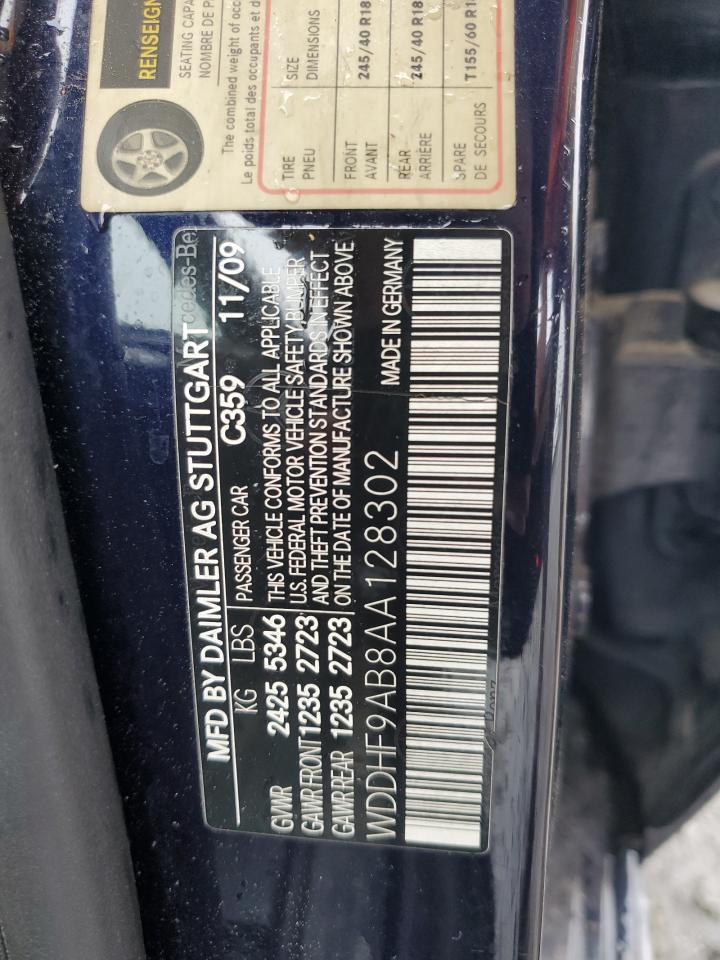 RENSEIGN
SEATING CAPA
NOMBRE DE P
The combined weight of occup
Le poids total des occupants et d
TIRE SIZE
PNEU DIMENSIONS
FRONT 245/40 R18
AVANT
REAR 245/40 R18
ARRIÈRE
SPARE T155/60 R1
DE SECOURS
MFD BY DAIMLER AG STUTTGART
KG LBS C359 11/09
PASSENGER CAR
GVWR 2425 5346 THIS VEHICLE CONFORMS TO ALL APPLICABLE
GAWR FRONT 1235 2723 U.S. FEDERAL MOTOR VEHICLE SAFETY, BUMPER
AND THEFT PREVENTION STANDARDS IN EFFECT
GAWR REAR 1235 2723 ON THE DATE OF MANUFACTURE SHOWN ABOVE
WDDHF9AB8AA128302 MADE IN GERMANY